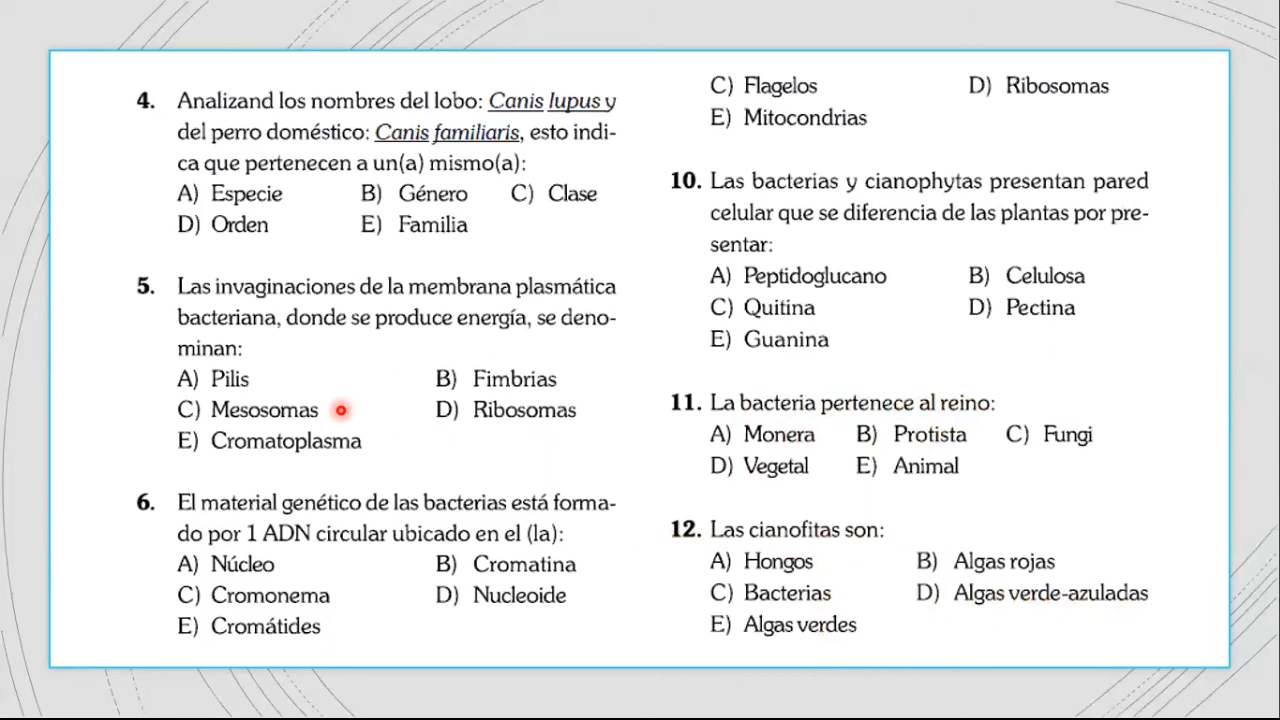 4. Analizand los nombres del lobo: Canis lupus y
del perro doméstico: Canis familiaris, esto indi-
ca que pertenecen a un(a) mismo(a):
A) Especie B) Género C) Clase
D) Orden E) Familia
5. Las invaginaciones de la membrana plasmática
bacteriana, donde se produce energía, se deno-
minan:
A) Pilis B) Fimbrias
C) Mesosomas D) Ribosomas
E) Cromatoplasma
6. El material genético de las bacterias está forma-
do por 1 ADN circular ubicado en el (la):
A) Núcleo B) Cromatina
C) Cromonema D) Nucleoide
E) Cromátides
C) Flagelos D) Ribosomas
E) Mitocondrias
10. Las bacterias y cianophytas presentan pared
celular que se diferencia de las plantas por pre-
sentar:
A) Peptidoglucano B) Celulosa
C) Quitina D) Pectina
E) Guanina
11. La bacteria pertenece al reino:
A) Monera B) Protista C) Fungi
D) Vegetal E) Animal
12. Las cianofitas son:
A) Hongos B) Algas rojas
C) Bacterias D) Algas verde-azuladas
E) Algas verdes